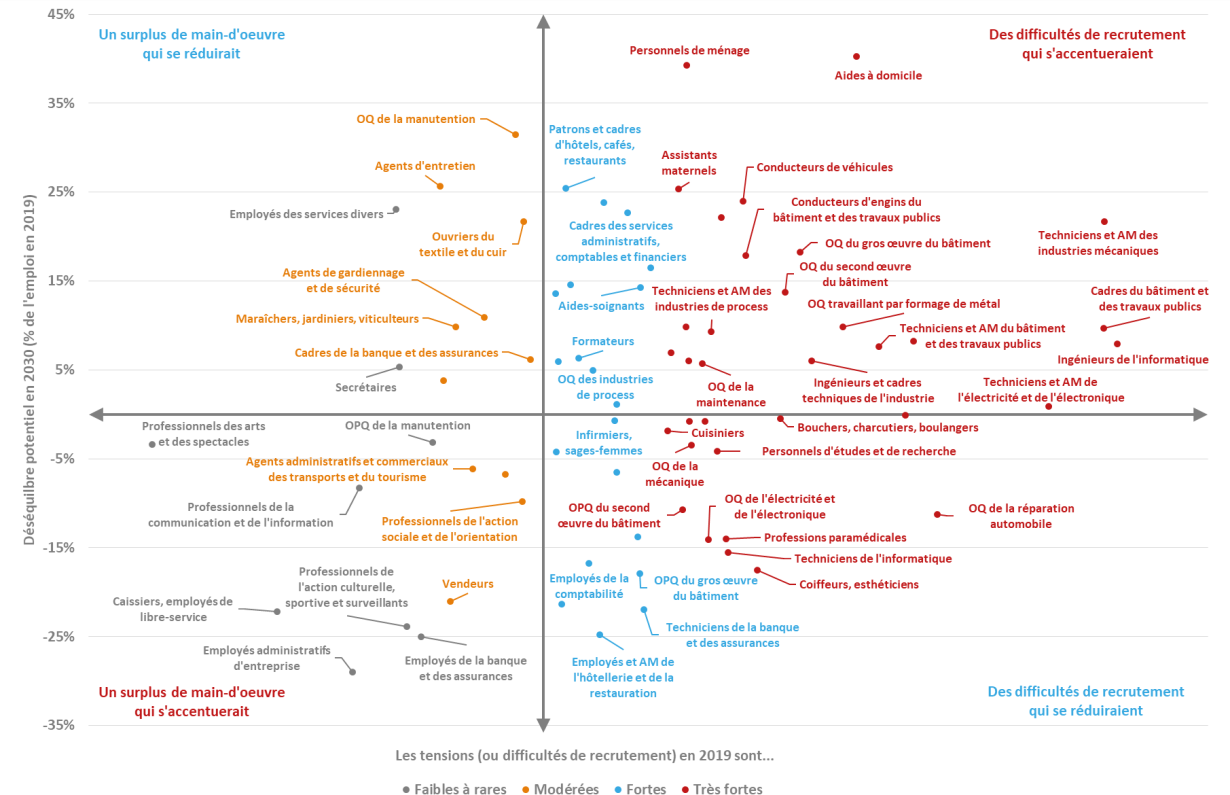 45%
35%
25%
15%
5%
-5%
-15%
-25%
-35%
Déséquilbre potentiel en 2030 (% de l'emploi en 2019)
Un surplus de main-d'oeuvre
qui se réduirait
Des difficultés de recrutement
qui s'accentueraient
Personnels de ménage
Aides à domicile
OQ de la manutention
Patrons et cadres
d'hôtels, cafés,
restaurants
Agents d'entretien
Assistants
maternels
Conducteurs de véhicules
Employés des services divers
Conducteurs d'engins du
bâtiment et des travaux publics
Ouvriers du
textile et du cuir
Cadres des services
administratifs,
comptables et financiers
OQ du gros œuvre du bâtiment
Techniciens et AM des
industries mécaniques
Agents de gardiennage
et de sécurité
OQ du second œuvre
du bâtiment
Aides-soignants
Techniciens et AM des
industries de process
Cadres du bâtiment et
des travaux publics
Maraîchers, jardiniers, viticulteurs
OQ travaillant par formage de métal
Techniciens et AM du bâtiment
et des travaux publics
Cadres de la banque et des assurances
Formateurs
Ingénieurs de l'informatique
Secrétaires
OQ des industries
de process
OQ de la
maintenance
Ingénieurs et cadres
techniques de l'industrie
Techniciens et AM de
l'électricité et de l'électronique
Professionnels des arts
et des spectacles
OPQ de la manutention
Infirmiers,
sages-femmes
Cuisiniers
Bouchers, charcutiers, boulangers
Agents administratifs et commerciaux
des transports et du tourisme
OQ de la
mécanique
Personnels d'études et de recherche
Professionnels de la
communication et de l'information
Professionnels de l'action
sociale et de l'orientation
OPQ du second
œuvre du bâtiment
OQ de l'électricité et
de l'électronique
OQ de la réparation
automobile
Professions paramédicales
Techniciens de l'informatique
Professionnels de
l'action culturelle,
sportive et surveillants
Vendeurs
Employés de la
comptabilité
OPQ du gros œuvre
du bâtiment
Coiffeurs, esthéticiens
Caissiers, employés de
libre-service
Techniciens de la banque
et des assurances
Employés administratifs
d'entreprise
Employés de la banque
et des assurances
Employés et AM de
l'hôtellerie et de la
restauration
Un surplus de main-d'oeuvre
qui s'accentuerait
Des difficultés de recrutement
qui se réduiraient
Les tensions (ou difficultés de recrutement) en 2019 sont...
Faibles à rares
Modérées
Fortes
Très fortes